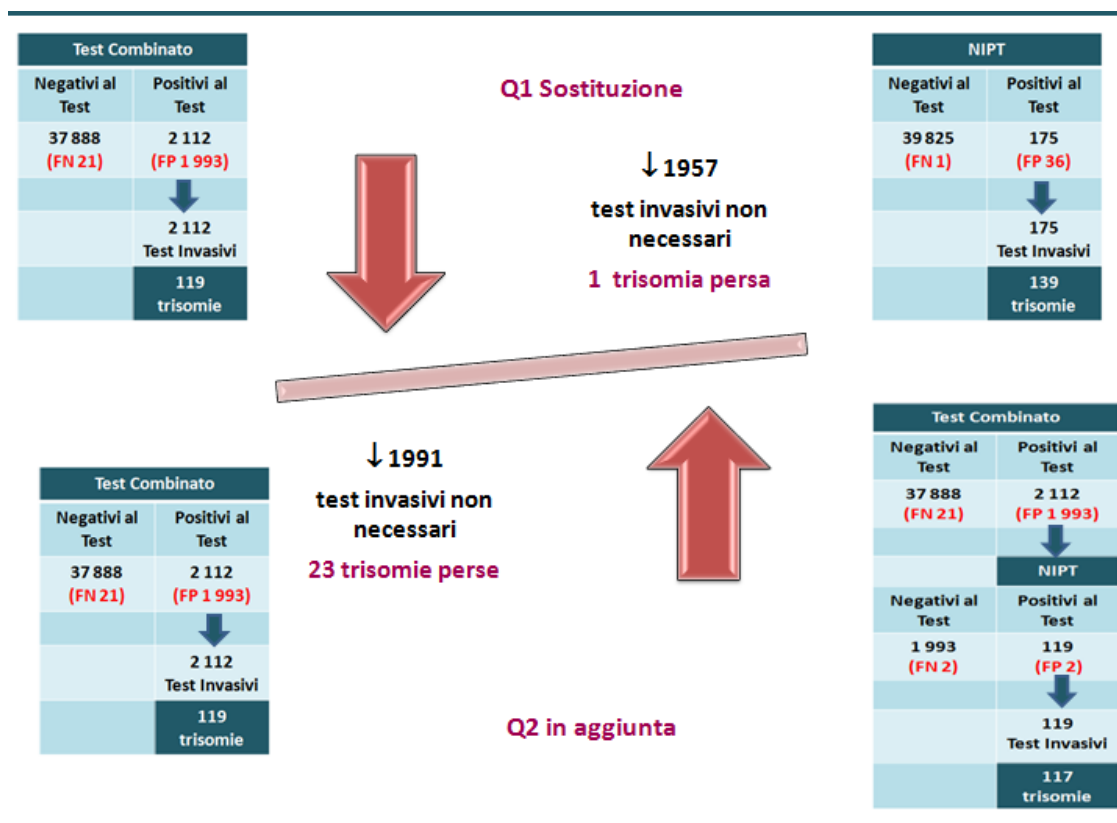 Test Combinato
Negativi al Positivi al
Test Test
37 888 2 112
(FN 21) (FP 1 993)
2 112
Test Invasivi
119
trisomie
Q1 Sostituzione
↓1957
test invasivi non
necessari
1 trisomia persa
NIPT
Negativi al Positivi al
Test Test
39 825 175
(FN 1) (FP 36)
175
Test Invasivi
139
trisomie
Test Combinato
Negativi al Positivi al
Test Test
37 888 2 112
(FN 21) (FP 1 993)
2 112
Test Invasivi
119
trisomie
↓1991
test invasivi non
necessari
23 trisomie perse
Q2 in aggiunta
Test Combinato
Negativi al Positivi al
Test Test
37 888 2 112
(FN 21) (FP 1 993)
NIPT
Negativi al Positivi al
Test Test
1 993 119
(FN 2) (FP 2)
119
Test Invasivi
117
trisomie